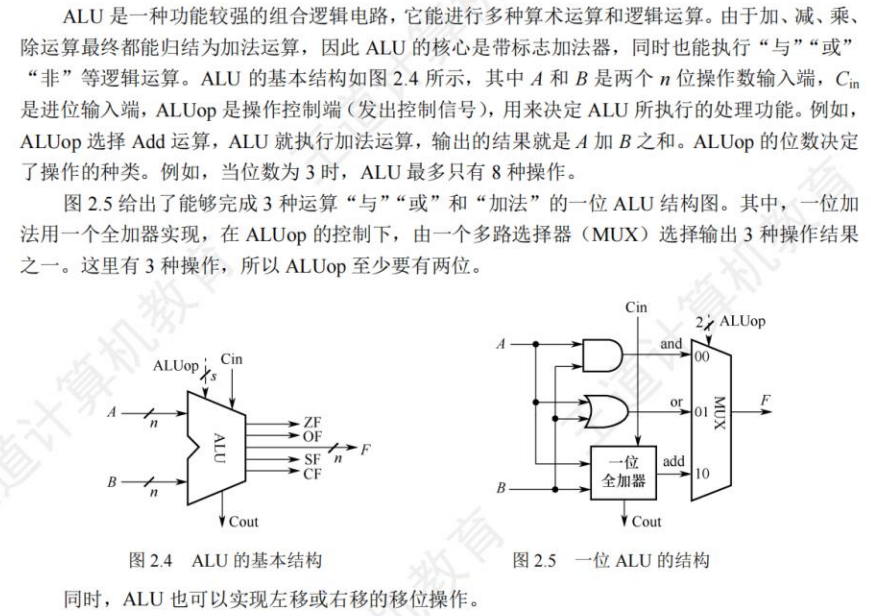 ALU 是一种功能较强的组合逻辑电路，它能进行多种算术运算和逻辑运算。由于加、减、乘、
除运算最终都能归结为加法运算，因此 ALU 的核心是带标志加法器，同时也能执行“与”“或”
“非”等逻辑运算。ALU 的基本结构如图 2.4 所示，其中 A 和 B 是两个 n 位操作数输入端，Cin
是进位输入端，ALUop 是操作控制端（发出控制信号），用来决定 ALU 所执行的处理功能。例如，
ALUop 选择 Add 运算，ALU 就执行加法运算，输出的结果就是 A 加 B 之和。ALUop 的位数决定
了操作的种类。例如，当位数为 3 时，ALU 最多只有 8 种操作。
图 2.5 给出了能够完成 3 种运算“与”“或”和“加法”的一位 ALU 结构图。其中，一位加
法用一个全加器实现，在 ALUop 的控制下，由一个多路选择器（MUX）选择输出 3 种操作结果
之一。这里有 3 种操作，所以 ALUop 至少要有两位。
ALUop
s
Cin
A
n
B
n
ALU
ZF
OF
n
F
SF
CF
Cout
图 2.4 ALU 的基本结构
Cin
2
ALUop
A
and
00
or
01
MUX
F
一位
全加器
add
10
B
Cout
图 2.5 一位 ALU 的结构
同时，ALU 也可以实现左移或右移的移位操作。
王道计算机教育